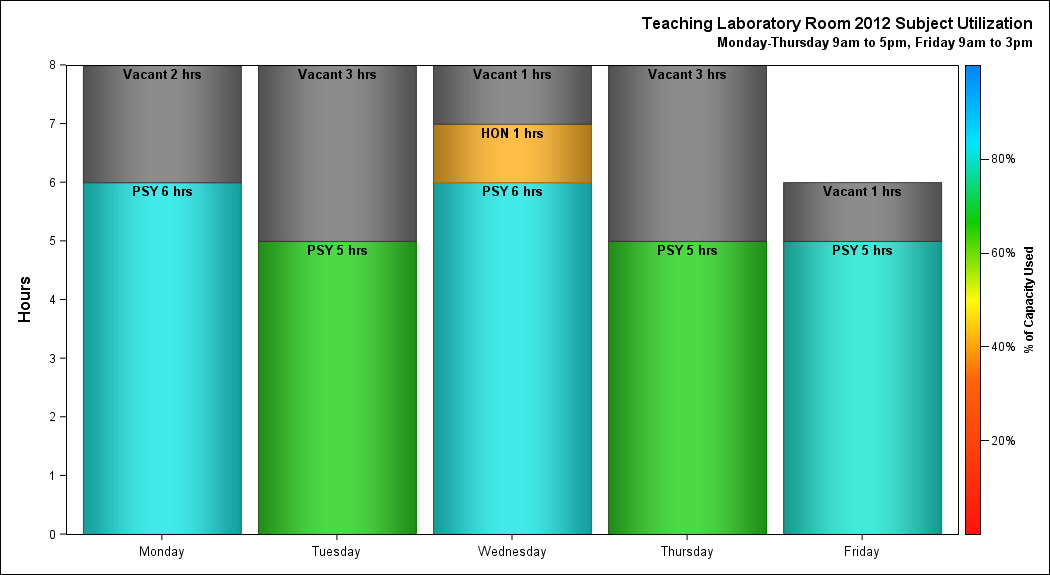 Teaching Laboratory Room 2012 Subject Utilization
Monday-Thursday 9am to 5pm, Friday 9am to 3pm
8
7
6
5
4
3
2
1
0
Hours
Vacant 2 hrs
PSY 6 hrs
Vacant 3 hrs
PSY 5 hrs
Vacant 1 hrs
HON 1 hrs
PSY 6 hrs
Vacant 3 hrs
PSY 5 hrs
Vacant 1 hrs
PSY 5 hrs
Monday
Tuesday
Wednesday
Thursday
Friday
80%
60%
40%
20%
% of Capacity Used